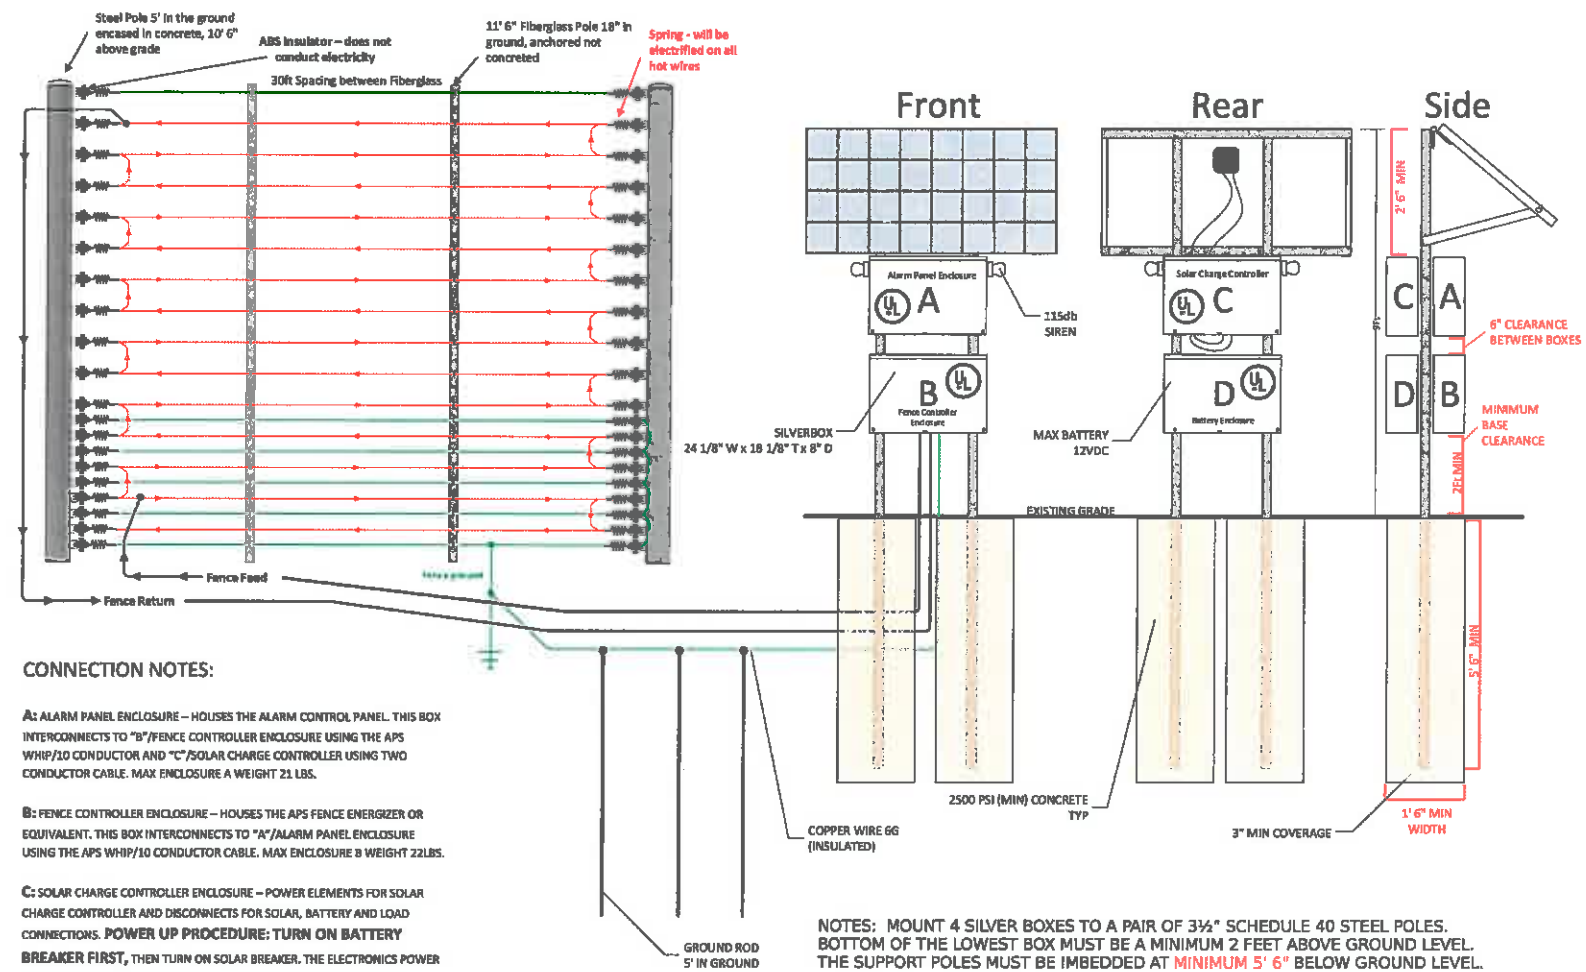 Steel Pole 5' in the ground
encased in concrete, 10' 6"
above grade
ABS Insulator – does not
conduct electricity
30ft Spacing between Fiberglass
11' 6" Fiberglass Pole 18" in
ground, anchored not
concreted
Spring - will be
electrified on all
hot wires
Front
Rear
Side
Alarm Panel Enclosure
UL
A
115db
SIREN
B
UL
Fence Controller
Enclosure
SILVERBOX
24 1/8" W x 18 1/8" T x 8" D
Solar Charge Controller
UL
C
D
UL
Battery Enclosure
MAX BATTERY
12VDC
EXISTING GRADE
2' 6" MIN
C
A
D
B
6" CLEARANCE
BETWEEN BOXES
MINIMUM
BASE
CLEARANCE
2Ft MIN
5' 6" MIN
1' 6" MIN
WIDTH
3" MIN COVERAGE
2500 PSI (MIN) CONCRETE
TYP
Fence Feed
Fence Return
COPPER WIRE 6G
(INSULATED)
GROUND ROD
5' IN GROUND
CONNECTION NOTES:
A: ALARM PANEL ENCLOSURE – HOUSES THE ALARM CONTROL PANEL. THIS BOX
INTERCONNECTS TO "B"/FENCE CONTROLLER ENCLOSURE USING THE APS
WHIP/10 CONDUCTOR AND "C"/SOLAR CHARGE CONTROLLER USING TWO
CONDUCTOR CABLE. MAX ENCLOSURE A WEIGHT 21 LBS.
B: FENCE CONTROLLER ENCLOSURE – HOUSES THE APS FENCE ENERGIZER OR
EQUIVALENT. THIS BOX INTERCONNECTS TO "A"/ALARM PANEL ENCLOSURE
USING THE APS WHIP/10 CONDUCTOR CABLE. MAX ENCLOSURE B WEIGHT 22LBS.
C: SOLAR CHARGE CONTROLLER ENCLOSURE – POWER ELEMENTS FOR SOLAR
CHARGE CONTROLLER AND DISCONNECTS FOR SOLAR, BATTERY AND LOAD
CONNECTIONS. POWER UP PROCEDURE: TURN ON BATTERY
BREAKER FIRST, THEN TURN ON SOLAR BREAKER. THE ELECTRONICS POWER
NOTES: MOUNT 4 SILVER BOXES TO A PAIR OF 3½" SCHEDULE 40 STEEL POLES.
BOTTOM OF THE LOWEST BOX MUST BE A MINIMUM 2 FEET ABOVE GROUND LEVEL.
THE SUPPORT POLES MUST BE IMBEDDED AT MINIMUM 5' 6" BELOW GROUND LEVEL.